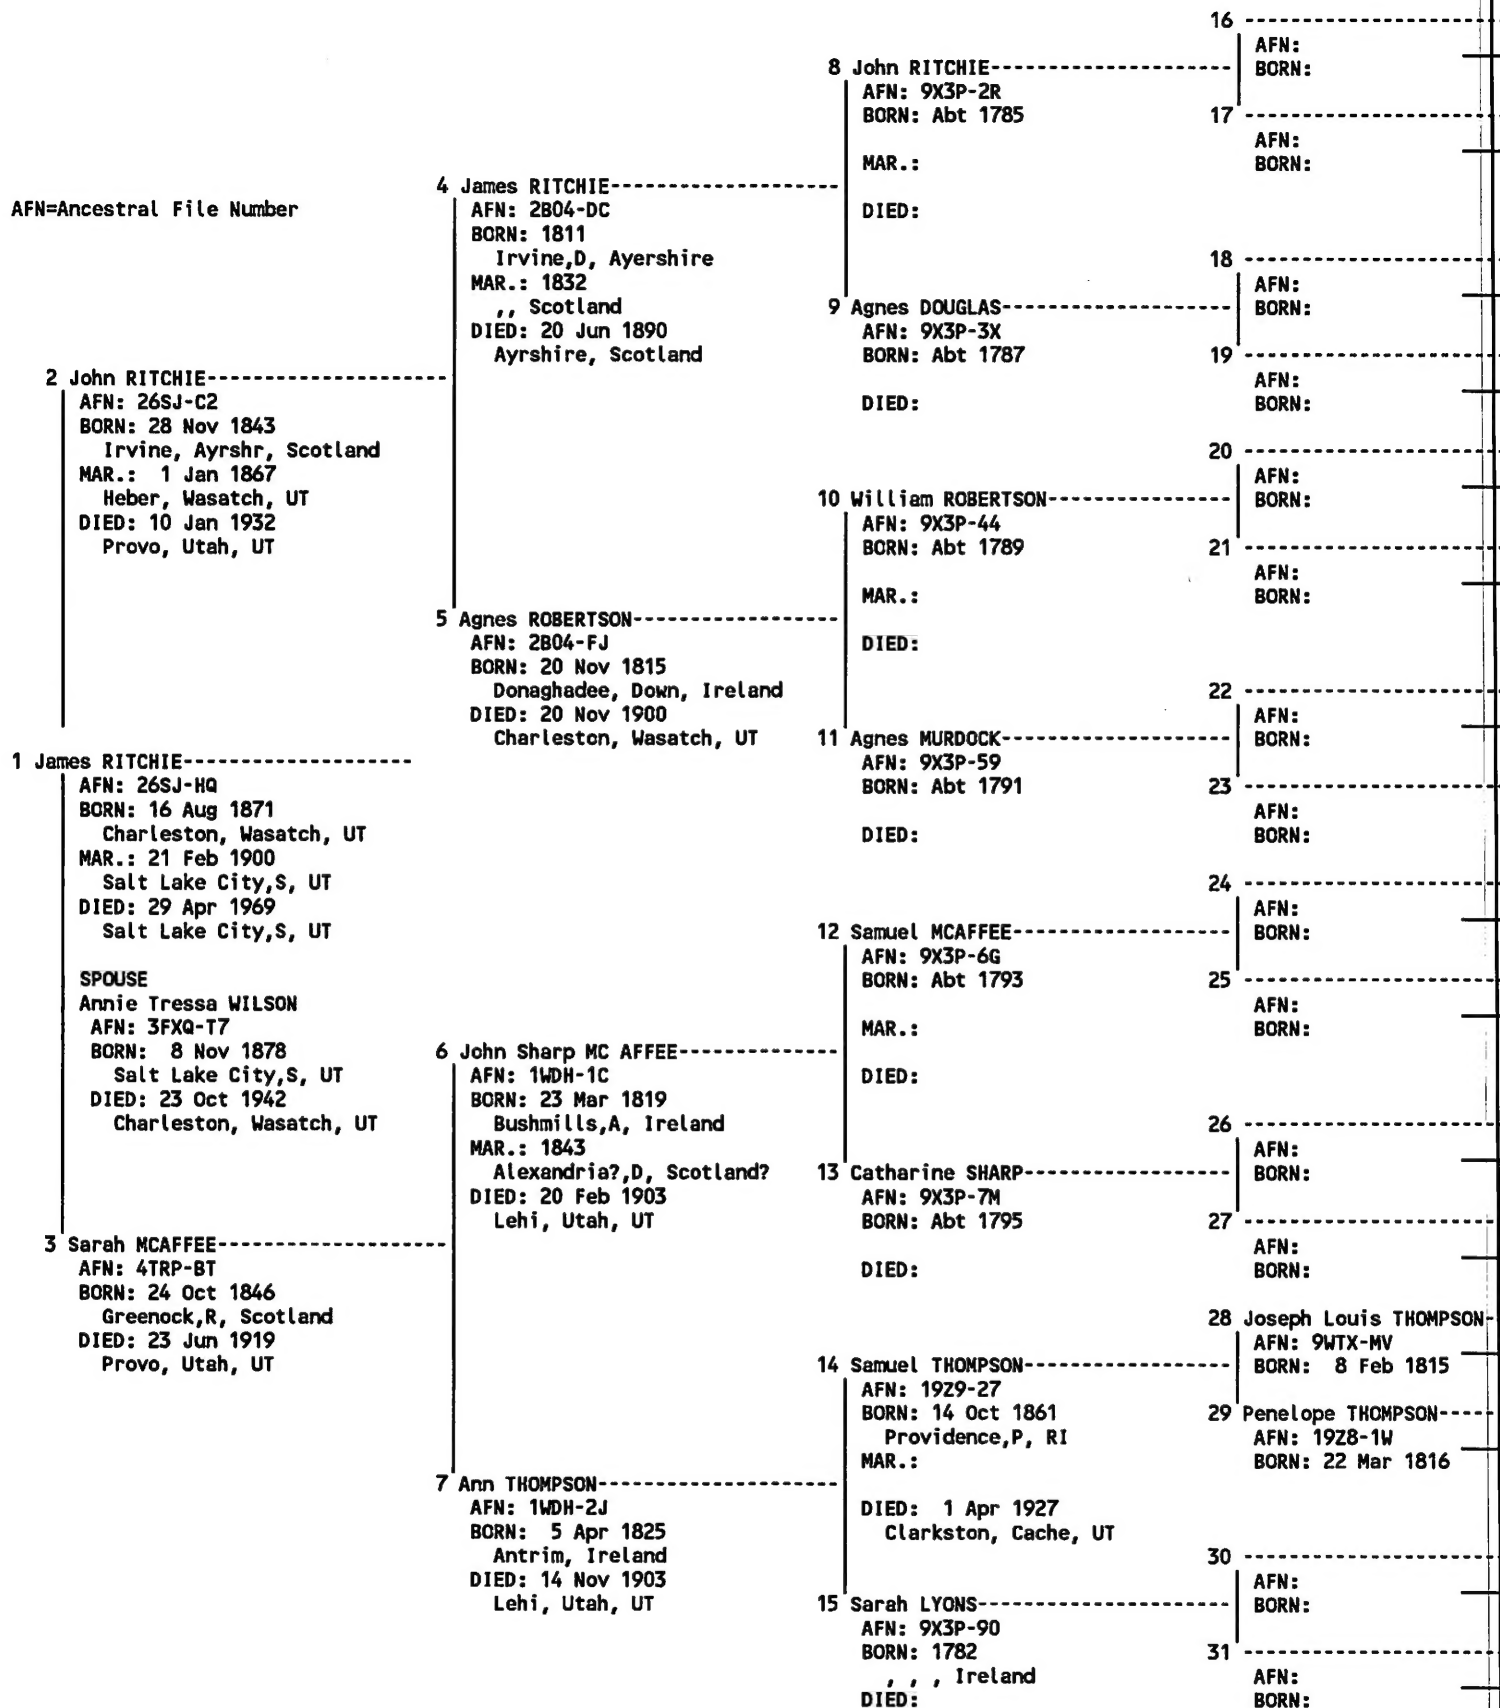 AFN=Ancestral File Number
1 James RITCHIE-------------------
AFN: 26SJ-HQ
BORN: 16 Aug 1871
Charleston, Wasatch, UT
MAR.: 21 Feb 1900
Salt Lake City,S, UT
DIED: 29 Apr 1969
Salt Lake City,S, UT
SPOUSE
Annie Tressa WILSON
AFN: 3FXQ-T7
BORN:  8 Nov 1878
Salt Lake City,S, UT
DIED: 23 Oct 1942
Charleston, Wasatch, UT
2 John RITCHIE--------------------
AFN: 26SJ-C2
BORN: 28 Nov 1843
Irvine, Ayrshr, Scotland
MAR.:  1 Jan 1867
Heber, Wasatch, UT
DIED: 10 Jan 1932
Provo, Utah, UT
3 Sarah MCAFFEE-------------------
AFN: 4TRP-BT
BORN: 24 Oct 1846
Greenock,R, Scotland
DIED: 23 Jun 1919
Provo, Utah, UT
4 James RITCHIE-------------------
AFN: 2B04-DC
BORN: 1811
Irvine,D, Ayershire
MAR.: 1832
,, Scotland
DIED: 20 Jun 1890
Ayrshire, Scotland
5 Agnes ROBERTSON-----------------
AFN: 2B04-FJ
BORN: 20 Nov 1815
Donaghadee, Down, Ireland
DIED: 20 Nov 1900
Charleston, Wasatch, UT
6 John Sharp MC AFFEE-------------
AFN: 1WDH-1C
BORN: 23 Mar 1819
Bushmills,A, Ireland
MAR.: 1843
Alexandria?,D, Scotland?
DIED: 20 Feb 1903
Lehi, Utah, UT
7 Ann THOMPSON--------------------
AFN: 1WDH-2J
BORN:  5 Apr 1825
Antrim, Ireland
DIED: 14 Nov 1903
Lehi, Utah, UT
8 John RITCHIE--------------------
AFN: 9X3P-2R
BORN: Abt 1785
MAR.:
DIED:
9 Agnes DOUGLAS-------------------
AFN: 9X3P-3X
BORN: Abt 1787
DIED:
10 William ROBERTSON---------------
AFN: 9X3P-44
BORN: Abt 1789
MAR.:
DIED:
11 Agnes MURDOCK-------------------
AFN: 9X3P-59
BORN: Abt 1791
DIED:
12 Samuel MCAFFEE------------------
AFN: 9X3P-6G
BORN: Abt 1793
MAR.:
DIED:
13 Catharine SHARP-----------------
AFN: 9X3P-7M
BORN: Abt 1795
DIED:
14 Samuel THOMPSON-----------------
AFN: 19Z9-27
BORN: 14 Oct 1861
Providence,P, RI
MAR.:
DIED:  1 Apr 1927
Clarkston, Cache, UT
15 Sarah LYONS---------------------
AFN: 9X3P-90
BORN: 1782
, , , Ireland
DIED:
16 ---------------------
AFN:
BORN:
17 ---------------------
AFN:
BORN:
18 ---------------------
AFN:
BORN:
19 ---------------------
AFN:
BORN:
20 ---------------------
AFN:
BORN:
21 ---------------------
AFN:
BORN:
22 ---------------------
AFN:
BORN:
23 ---------------------
AFN:
BORN:
24 ---------------------
AFN:
BORN:
25 ---------------------
AFN:
BORN:
26 ---------------------
AFN:
BORN:
27 ---------------------
AFN:
BORN:
28 Joseph Louis THOMPSON-
AFN: 9WTX-MV
BORN:  8 Feb 1815
29 Penelope THOMPSON-----
AFN: 19Z8-1W
BORN: 22 Mar 1816
30 ---------------------
AFN:
BORN:
31 ---------------------
AFN:
BORN: